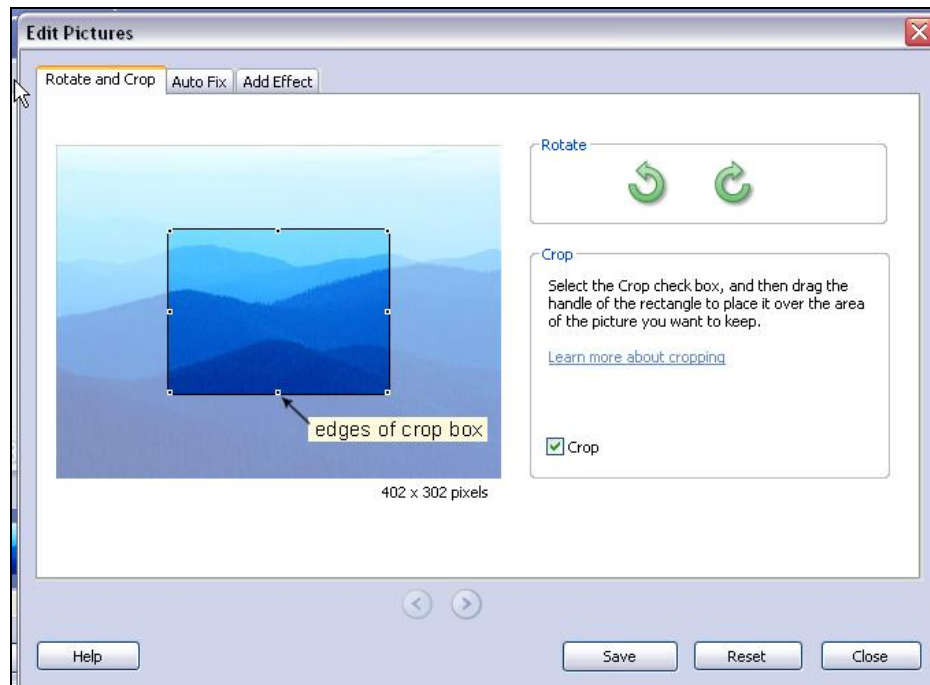 Edit Pictures
Rotate and Crop
Auto Fix
Add Effect
Rotate
Crop
Select the Crop check box, and then drag the
handle of the rectangle to place it over the area
of the picture you want to keep.
Learn more about cropping
edges of crop box
Crop
402 x 302 pixels
Help
Save
Reset
Close